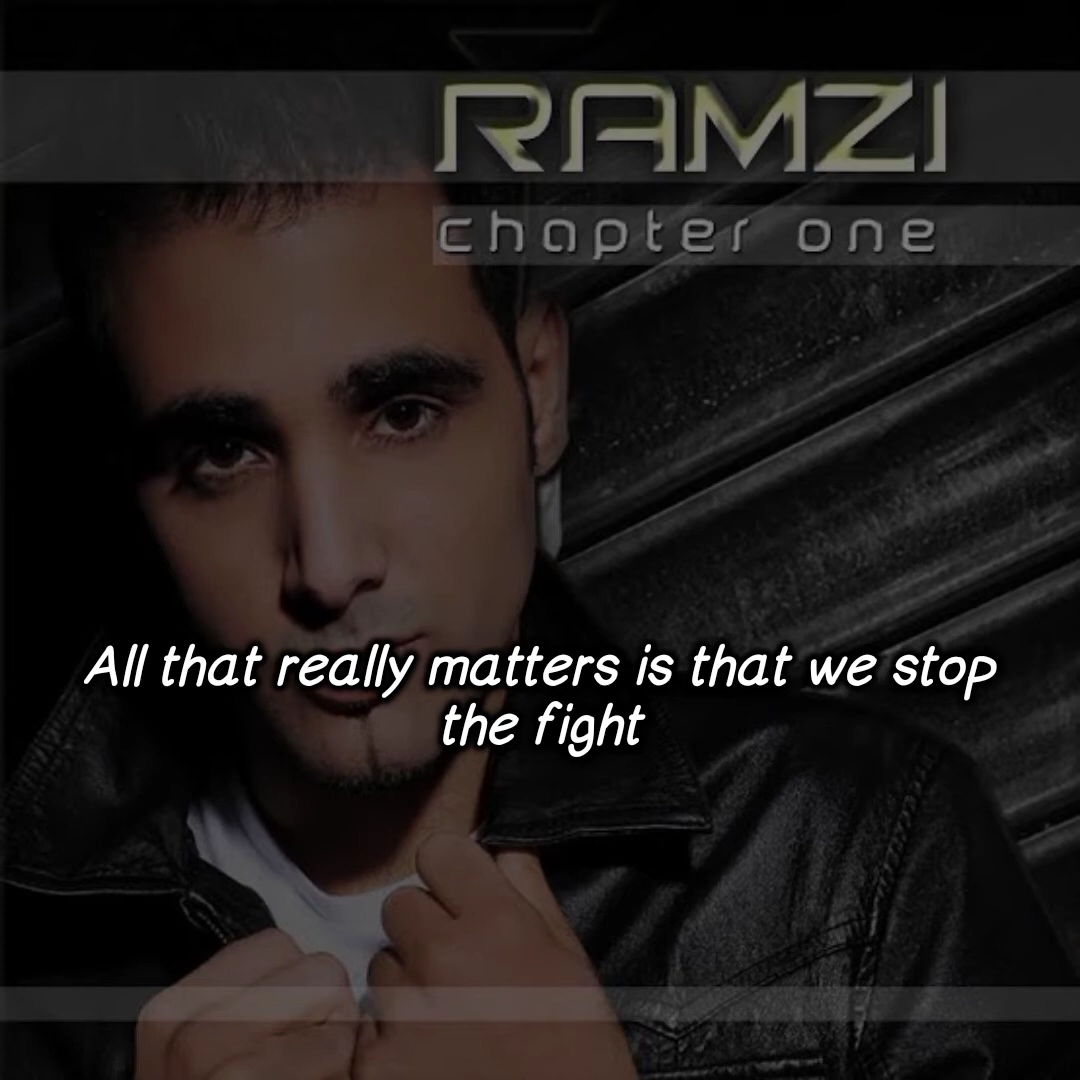 RAMZI
chapter one
All that really matters is that we stop
the fight